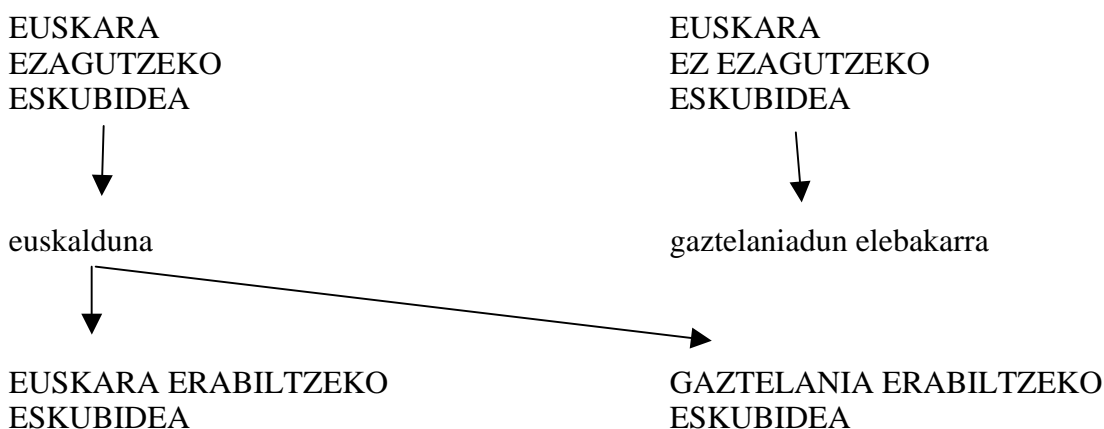 EUSKARA
EZAGUTZEKO
ESKUBIDEA
EUSKARA
EZ EZAGUTZEKO
ESKUBIDEA
euskalduna
gaztelaniadun elebakarra
EUSKARA ERABILTZEKO
ESKUBIDEA
GAZTELANIA ERABILTZEKO
ESKUBIDEA